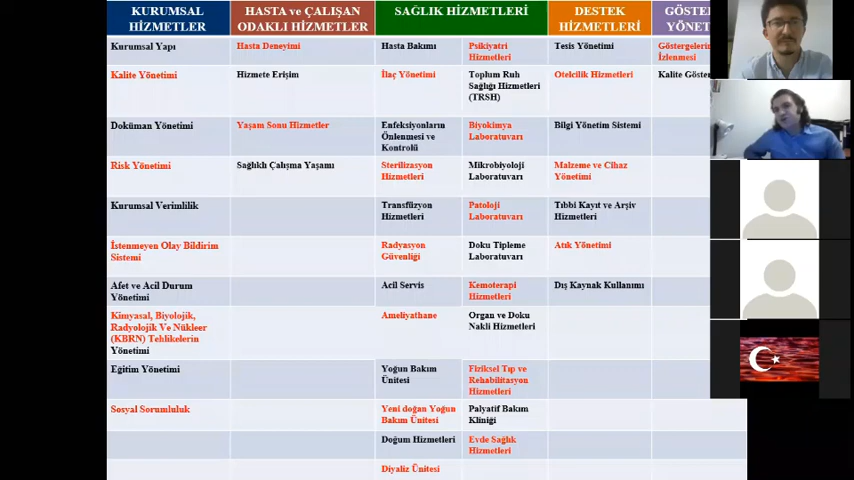 KURUMSAL
HİZMETLER
HASTA ve ÇALIŞAN
ODAKLI HİZMETLER
SAĞLIK HİZMETLERİ
DESTEK
HİZMETLERİ
GÖSTER
YÖNET
Kurumsal Yapı
Hasta Deneyimi
Hasta Bakımı
Psikiyatri
Hizmetleri
Tesis Yönetimi
Göstergelerin
İzlenmesi
Kalite Yönetimi
Hizmete Erişim
İlaç Yönetimi
Toplum Ruh
Sağlığı Hizmetleri
(TRSH)
Otelcilik Hizmetleri
Kalite Göster
Doküman Yönetimi
Yaşam Sonu Hizmetler
Enfeksiyonların
Önlenmesi ve
Kontrolü
Biyokimya
Laboratuvarı
Bilgi Yönetim Sistemi
Risk Yönetimi
Sağlıklı Çalışma Yaşamı
Sterilizasyon
Hizmetleri
Mikrobiyoloji
Laboratuvarı
Malzeme ve Cihaz
Yönetimi
Kurumsal Verimlilik
Transfüzyon
Hizmetleri
Patoloji
Laboratuvarı
Tıbbi Kayıt ve Arşiv
Hizmetleri
İstenmeyen Olay Bildirim
Sistemi
Radyasyon
Güvenliği
Doku Tipleme
Laboratuvarı
Atık Yönetimi
Afet ve Acil Durum
Yönetimi
Acil Servis
Kemoterapi
Hizmetleri
Dış Kaynak Kullanımı
Kimyasal, Biyolojik,
Radyolojik Ve Nükleer
(KBRN) Tehlikelerin
Yönetimi
Ameliyathane
Organ ve Doku
Nakli Hizmetleri
Eğitim Yönetimi
Yoğun Bakım
Ünitesi
Fiziksel Tıp ve
Rehabilitasyon
Hizmetleri
Sosyal Sorumluluk
Yeni doğan Yoğun
Bakım Ünitesi
Palyatif Bakım
Kliniği
Doğum Hizmetleri
Evde Sağlık
Hizmetleri
Diyaliz Ünitesi